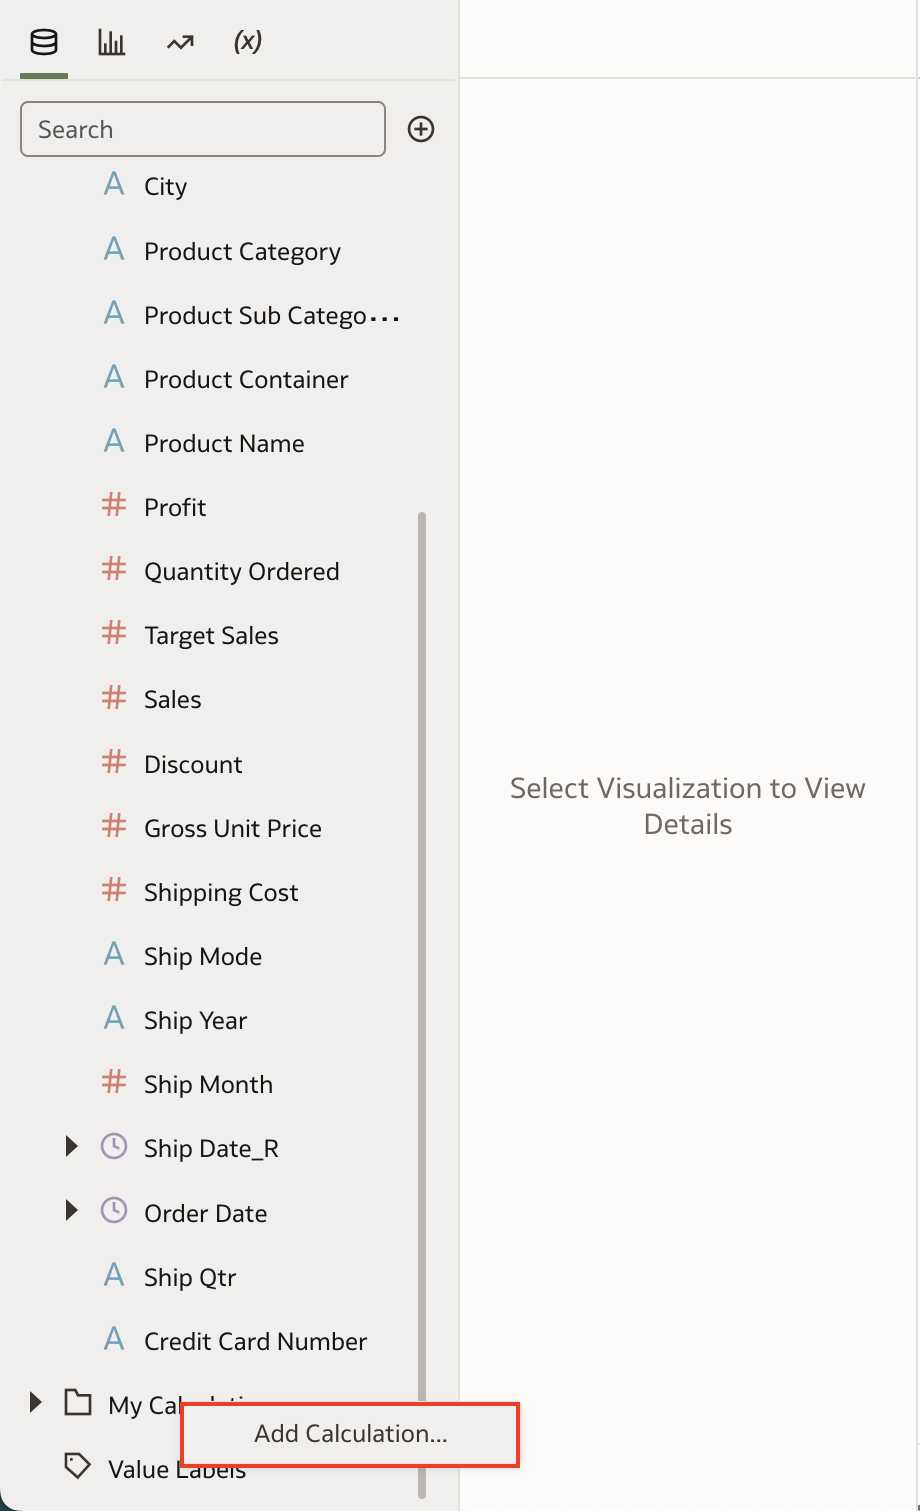 (x)
Search
A City
A Product Category
A Product Sub Catego...
A Product Container
A Product Name
# Profit
# Quantity Ordered
# Target Sales
# Sales
# Discount
# Gross Unit Price
# Shipping Cost
A Ship Mode
A Ship Year
# Ship Month
Ship Date_R
Order Date
A Ship Qtr
A Credit Card Number
My
Add Calculation...
Value Labels
Select Visualization to View
Details